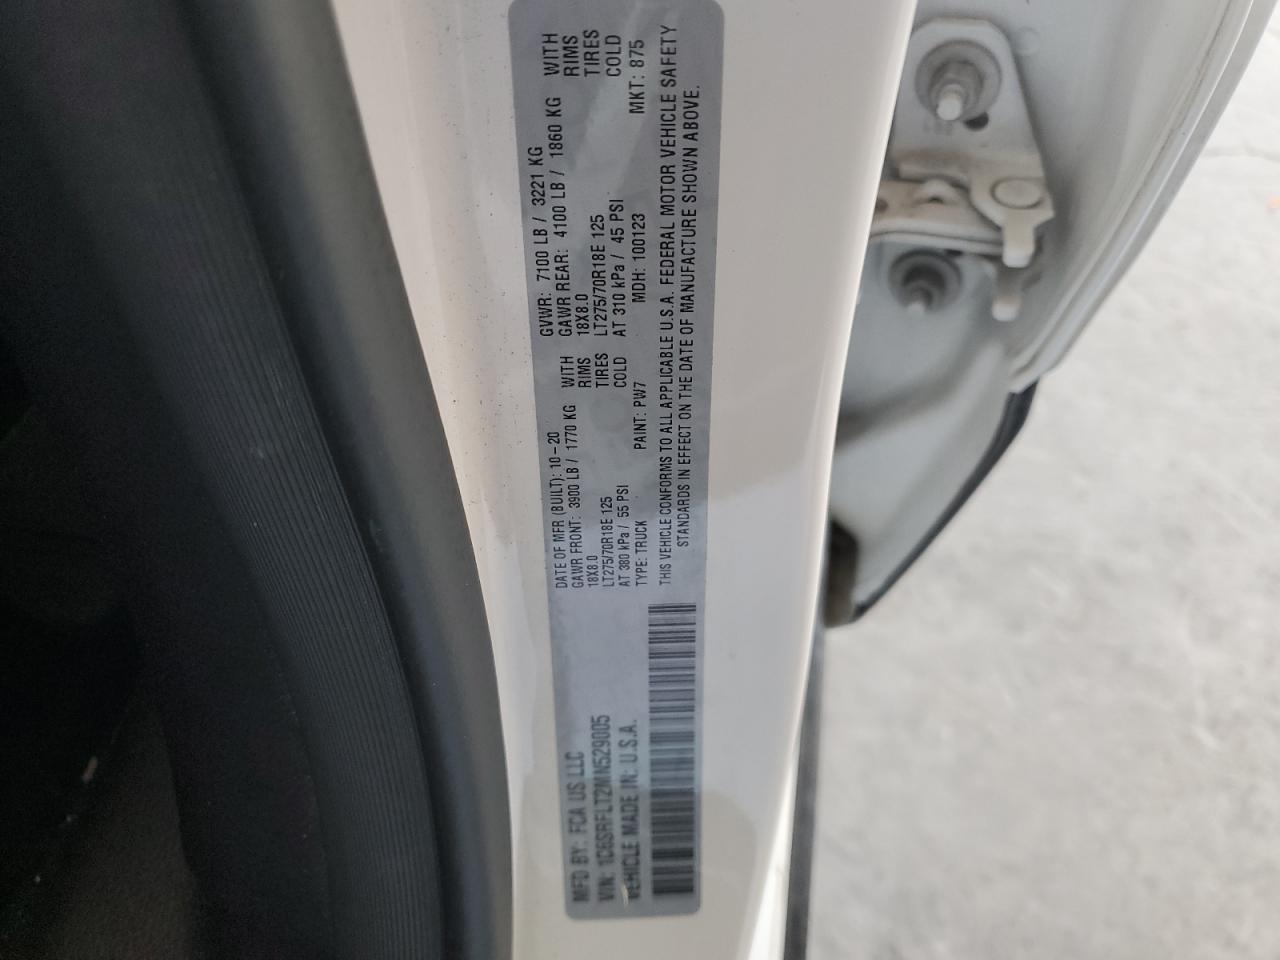 MFD BY: FCA US LLC
VIN: 1C6SRFLT2MN529005
VEHICLE MADE IN: U.S.A.
DATE OF MFR (BUILT): 10-20
GVWR: 7100 LB / 3221 KG
GAWR FRONT: 3900 LB / 1770 KG WITH
18X8.0 RIMS
LT275/70R18E 125 TIRES
AT 380 kPa / 55 PSI COLD
GAWR REAR: 4100 LB / 1860 KG WITH
18X8.0 RIMS
LT275/70R18E 125 TIRES
AT 310 kPa / 45 PSI COLD
TYPE: TRUCK PAINT: PW7 MDH: 100123 MKT: 875
THIS VEHICLE CONFORMS TO ALL APPLICABLE U.S.A. FEDERAL MOTOR VEHICLE SAFETY
STANDARDS IN EFFECT ON THE DATE OF MANUFACTURE SHOWN ABOVE.